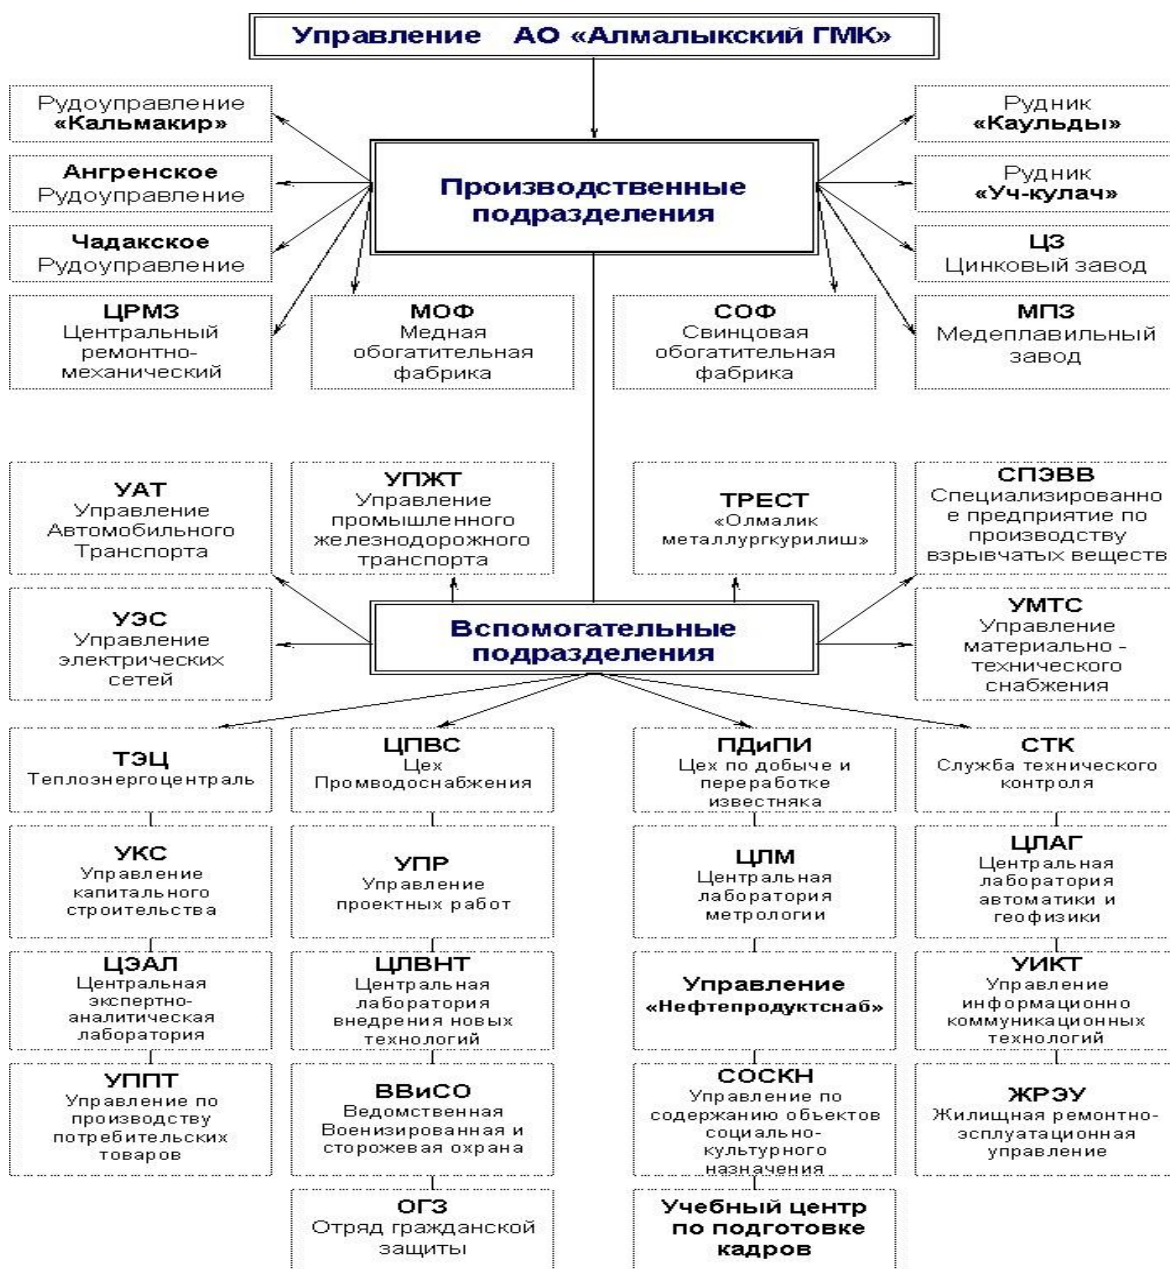 Управление АО «Алмалыкский ГМК»
Рудоуправление
«Кальмакир»
Ангренское
Рудоуправление
Чадакское
Рудоуправление
ЦРМЗ
Центральный
ремонтно-
механический
Производственные
подразделения
МОФ
Медная
обогатительная
фабрика
СОФ
Свинцовая
обогатительная
фабрика
Рудник
«Каульды»
Рудник
«Уч-кулач»
ЦЗ
Цинковый завод
МПЗ
Медеплавильный
завод
УАТ
Управление
Автомобильного
Транспорта
УПЖТ
Управление
промышленного
железнодорожного
транспорта
ТРЕСТ
«Олмалик
металлургкурилиш»
СПЭВВ
Специализированно
е предприятие по
производству
взрывчатых веществ
УЭС
Управление
электрических
сетей
Вспомогательные
подразделения
УМТС
Управление
материально -
технического
снабжения
ТЭЦ
Теплоэнергоцентраль
ЦПВС
Цех
Промводоснабжения
ПДиПИ
Цех по добыче и
переработке
известняка
СТК
Служба технического
контроля
УКС
Управление
капитального
строительства
УПР
Управление
проектных работ
ЦЛМ
Центральная
лаборатория
метрологии
ЦЛАГ
Центральная
лаборатория
автоматики и
геофизики
ЦЭАЛ
Центральная
экспертно-
аналитическая
лаборатория
ЦЛВНТ
Центральная
лаборатория
внедрения новых
технологий
Управление
«Нефтепродуктснаб»
УИКТ
Управление
информационно
коммуникационных
технологий
УППТ
Управление по
производству
потребительских
товаров
ВВиСО
Ведомственная
Военизированная и
сторожевая охрана
СОСКН
Управление по
содержанию объектов
социально-
культурного
назначения
ЖРЭУ
Жилищная ремонтно-
эсплуатационная
управление
ОГЗ
Отряд гражданской
защиты
Учебный центр
по подготовке
кадров